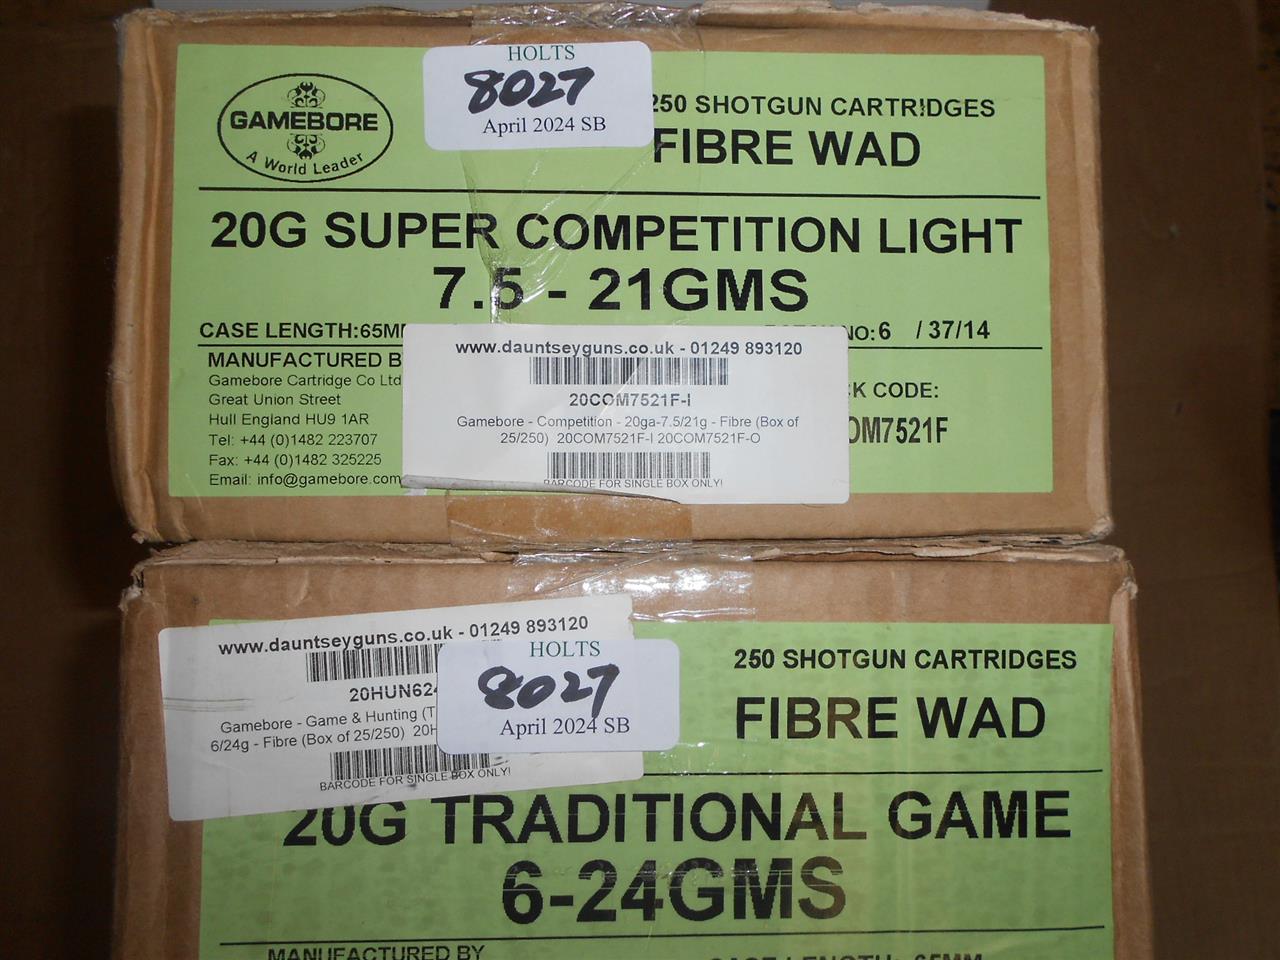 HOLTS
8027
April 2024 SB
GAMEBORE
A World Leader
250 SHOTGUN CARTRIDGES
FIBRE WAD
20G SUPER COMPETITION LIGHT
7.5 - 21GMS
CASE LENGTH:65M
NO: 6 / 37/14
MANUFACTURED B
Gamebore Cartridge Co Ltd
Great Union Street
Hull England HU9 1AR
Tel: +44 (0)1482 223707
Fax: +44 (0)1482 325225
Email: info@gamebore.com
K CODE:
OM7521F
www.dauntseyguns.co.uk - 01249 893120
20COM7521F-I
Gamebore - Competition - 20ga-7.5/21g - Fibre (Box of
25/250) 20COM7521F-I 20COM7521F-O
BARCODE FOR SINGLE BOX ONLY!
www.dauntseyguns.co.uk - 01249 893120
20HUN624
Gamebore - Game & Hunting (T
6/24g - Fibre (Box of 25/250) 20H
BARCODE FOR SINGLE BOX ONLY!
HOLTS
8027
April 2024 SB
250 SHOTGUN CARTRIDGES
FIBRE WAD
20G TRADITIONAL GAME
6-24GMS
MANUFACTURED BY
CASE LENGTH: 65MM